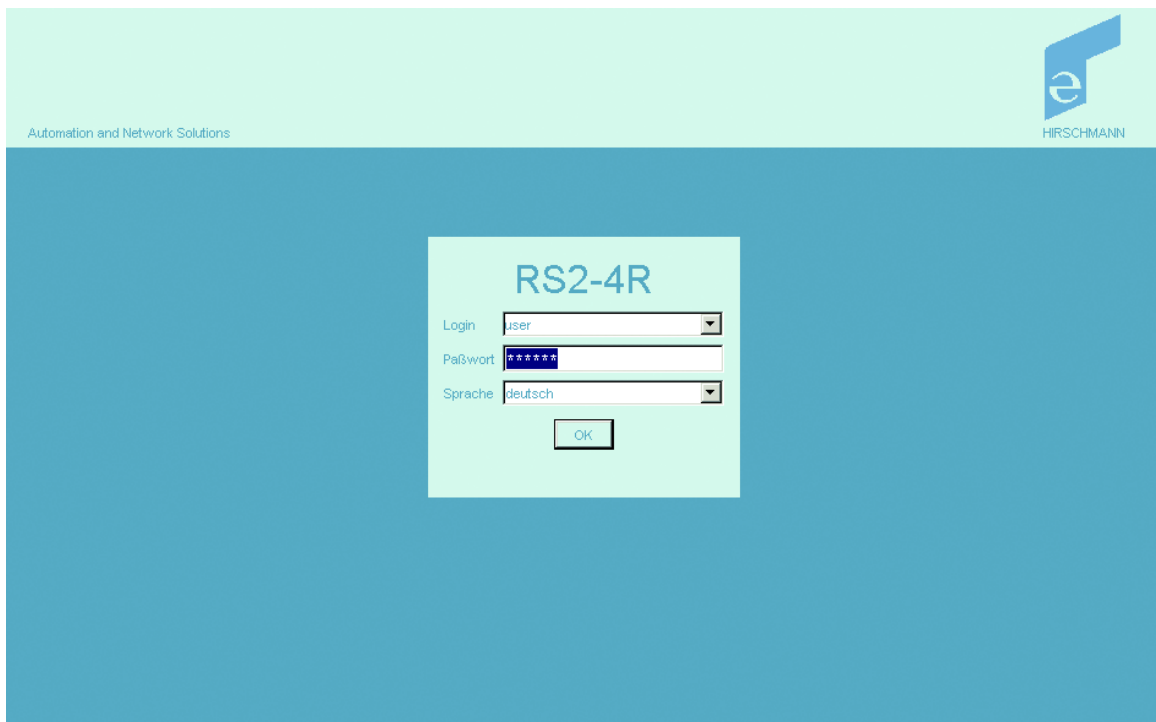 Automation and Network Solutions
HIRSCHMANN
RS2-4R
Login user
Paßwort ******
Sprache deutsch
OK